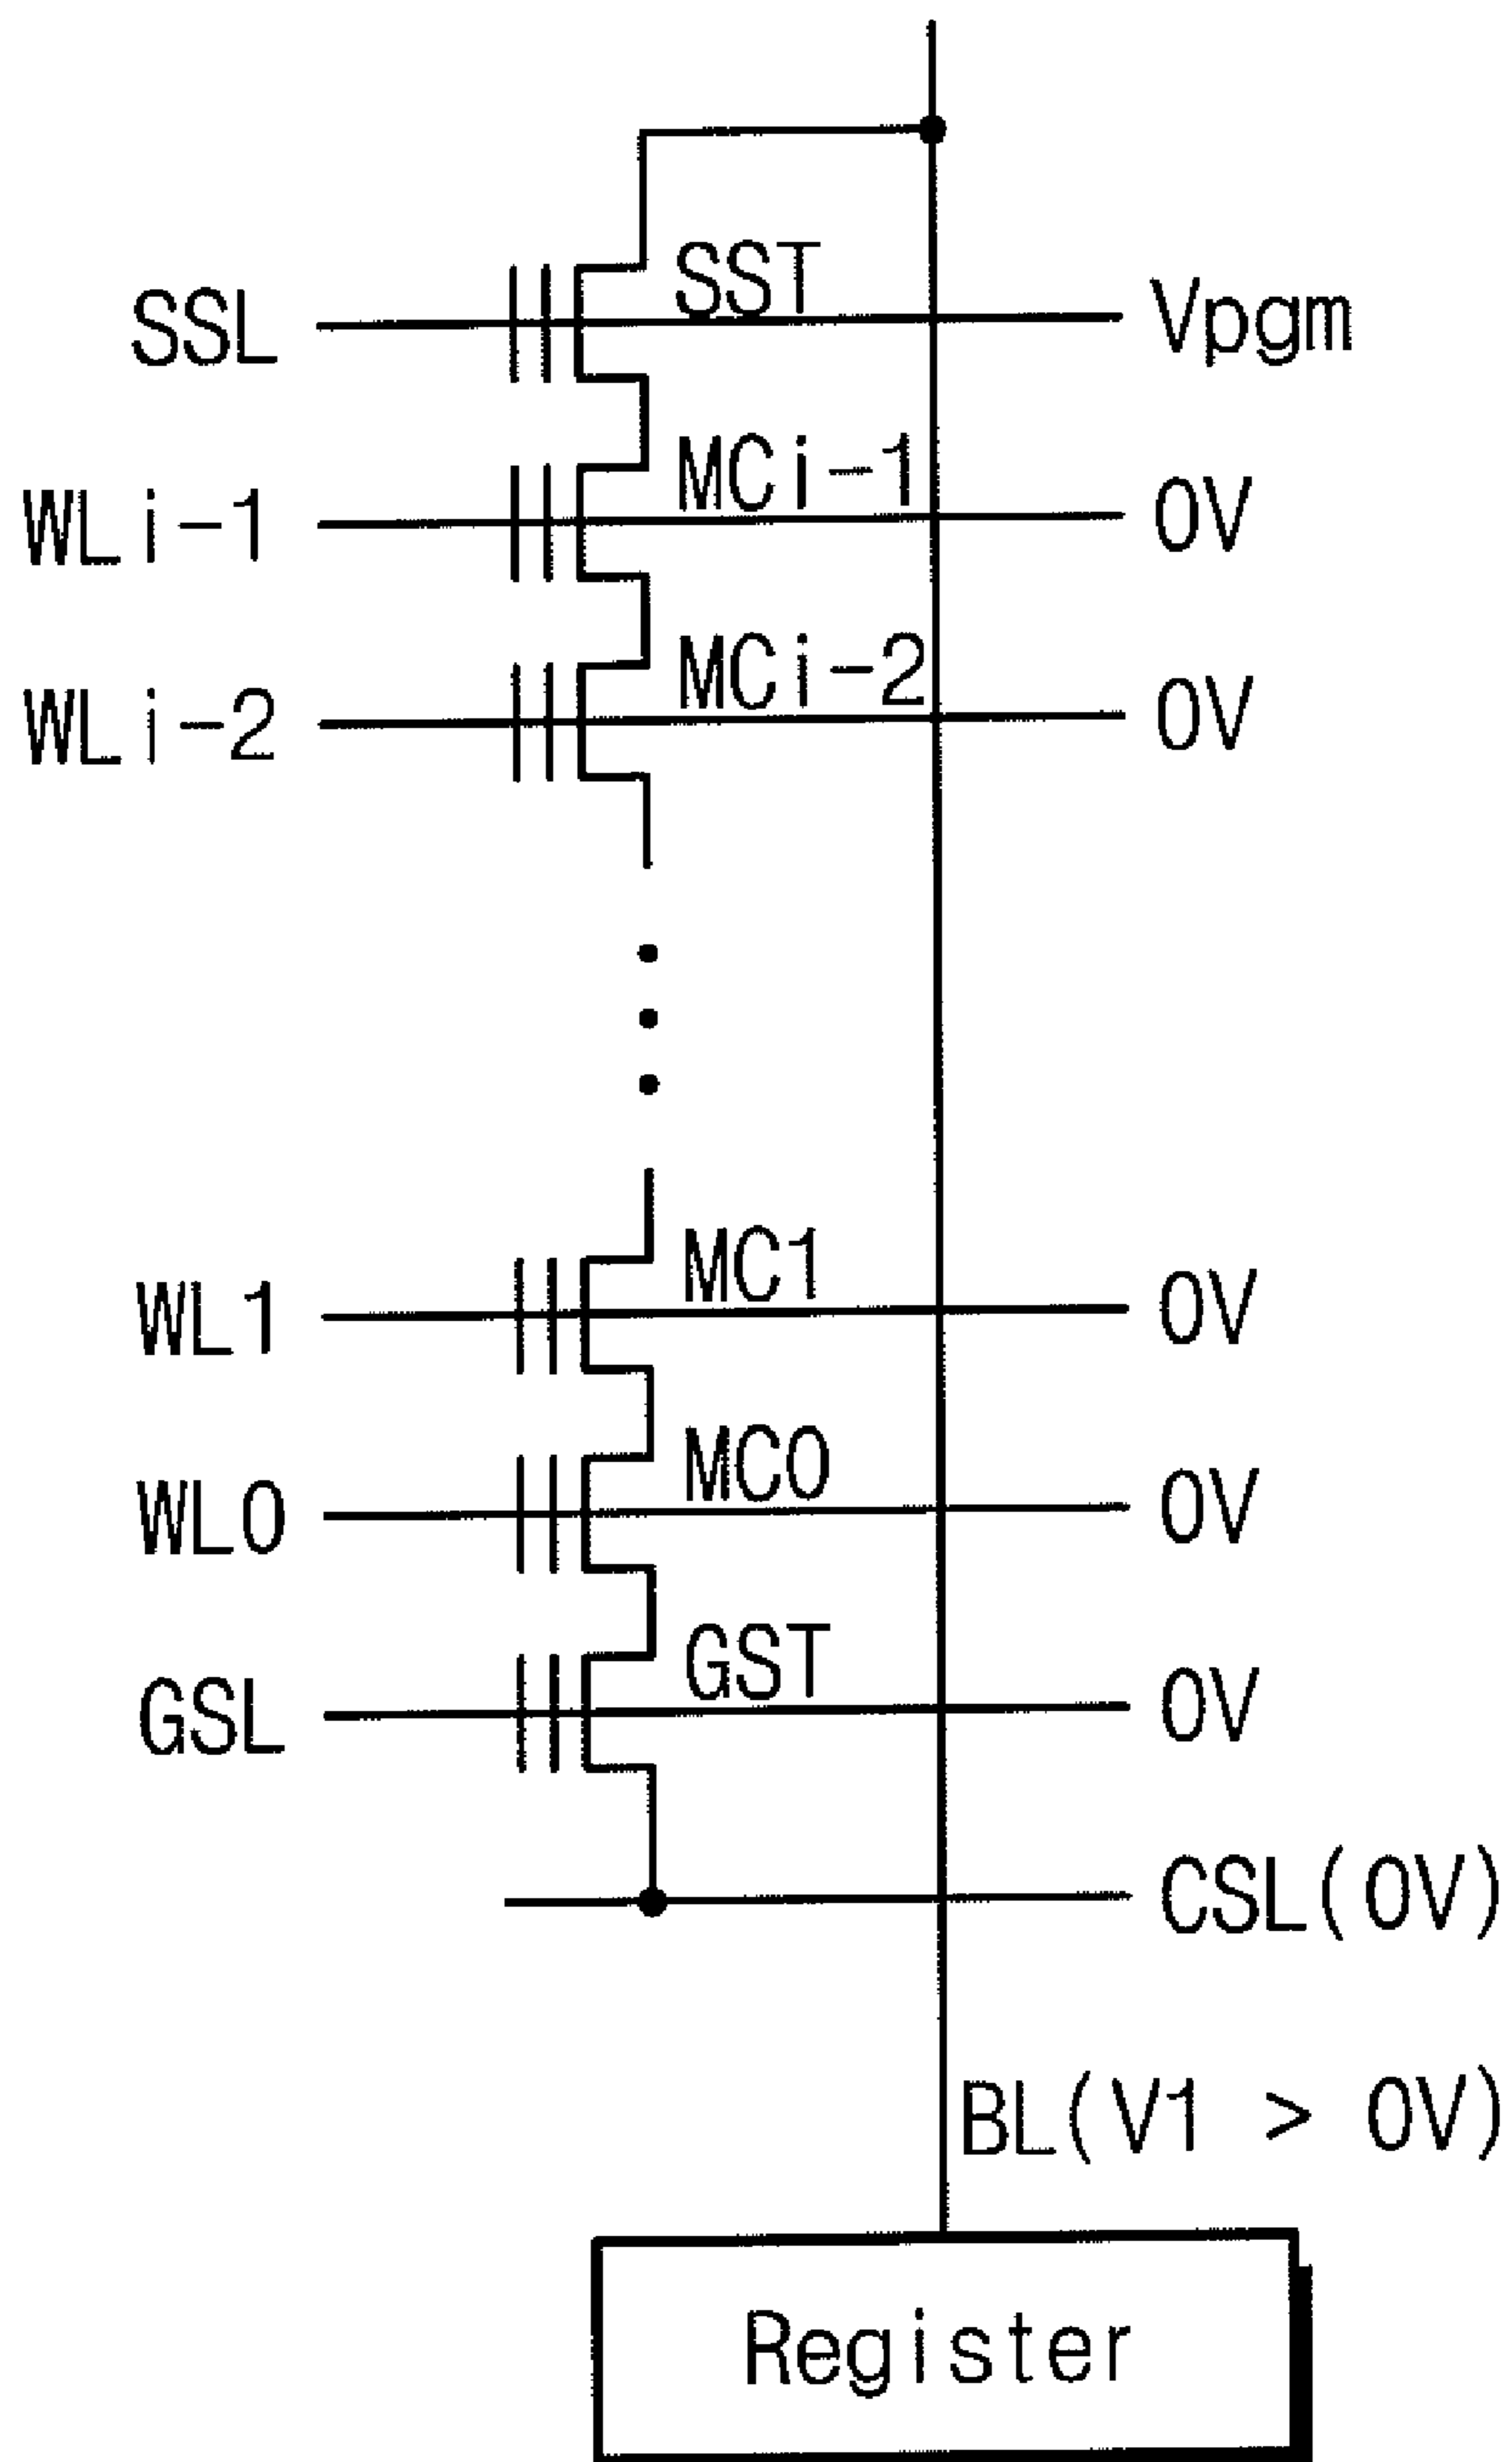 SSL SST Vpgm
WLi-1 MCi-1 0V
WLi-2 MCi-2 0V
WL1 MC1 0V
WL0 MC0 0V
GSL GST 0V
CSL(0V)
BL(V1 > 0V)
Register